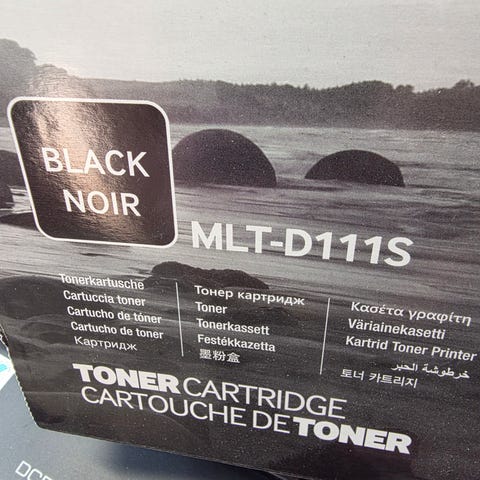 BLACK
NOIR
MLT-D111S
Tonerkartusche
Cartuccia toner
Cartucho de tóner
Cartucho de toner
Картридж
Тонер картридж
Toner
Tonerkassett
Festékkazetta
墨粉盒
Κασέτα γραφίτη
Väriainekasetti
Kartrid Toner Printer
خرطوشة الحبر
토너 카트리지
TONER CARTRIDGE
CARTOUCHE DE TONER